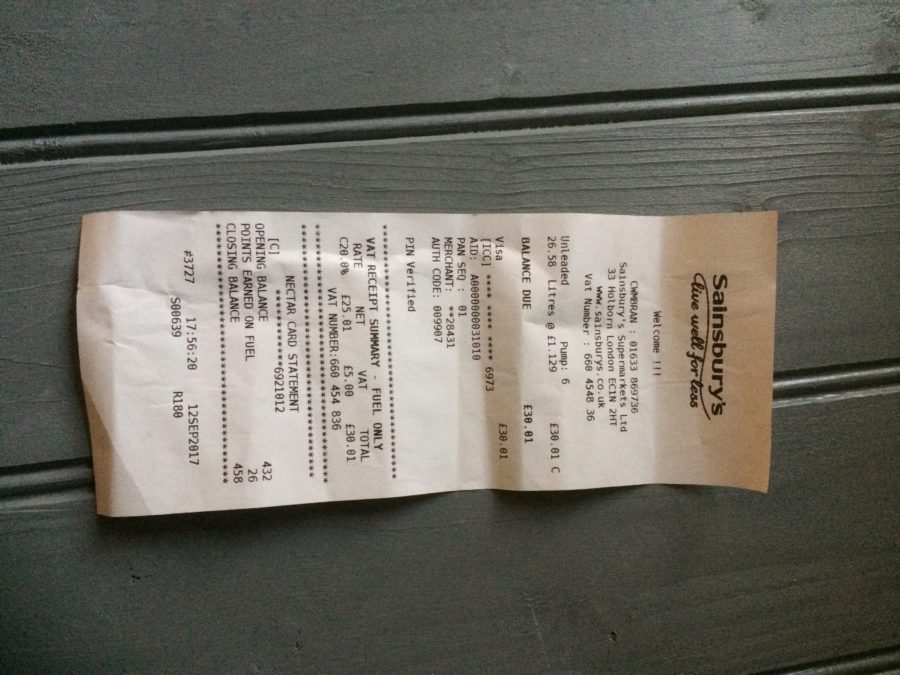 Sainsbury's
live well for less
Welcome !!!
CWMBRAN : 01633 869736
Sainsbury's Supermarkets Ltd
33 Holborn London EC1N 2HT
www.sainsburys.co.uk
Vat Number : 660 4548 36
Unleaded Pump: 6
26.58 Litres @ £1.129 £30.01 C
BALANCE DUE £30.01
Visa £30.01
[ICC] **** **** **** 6973
AID: A0000000031010
PAN SEQ : 01
MERCHANT: **28431
AUTH CODE: 009907
PIN Verified
****************************************
VAT RECEIPT SUMMARY - FUEL ONLY
RATE NET VAT TOTAL
C20.0% £25.01 £5.00 £30.01
VAT NUMBER:660 454 836
****************************************
****************************************
NECTAR CARD STATEMENT
[C] ***********6921012
OPENING BALANCE 432
POINTS EARNED ON FUEL 26
CLOSING BALANCE 458
****************************************
#3727 17:56:20 12SEP2017
S00639 R180